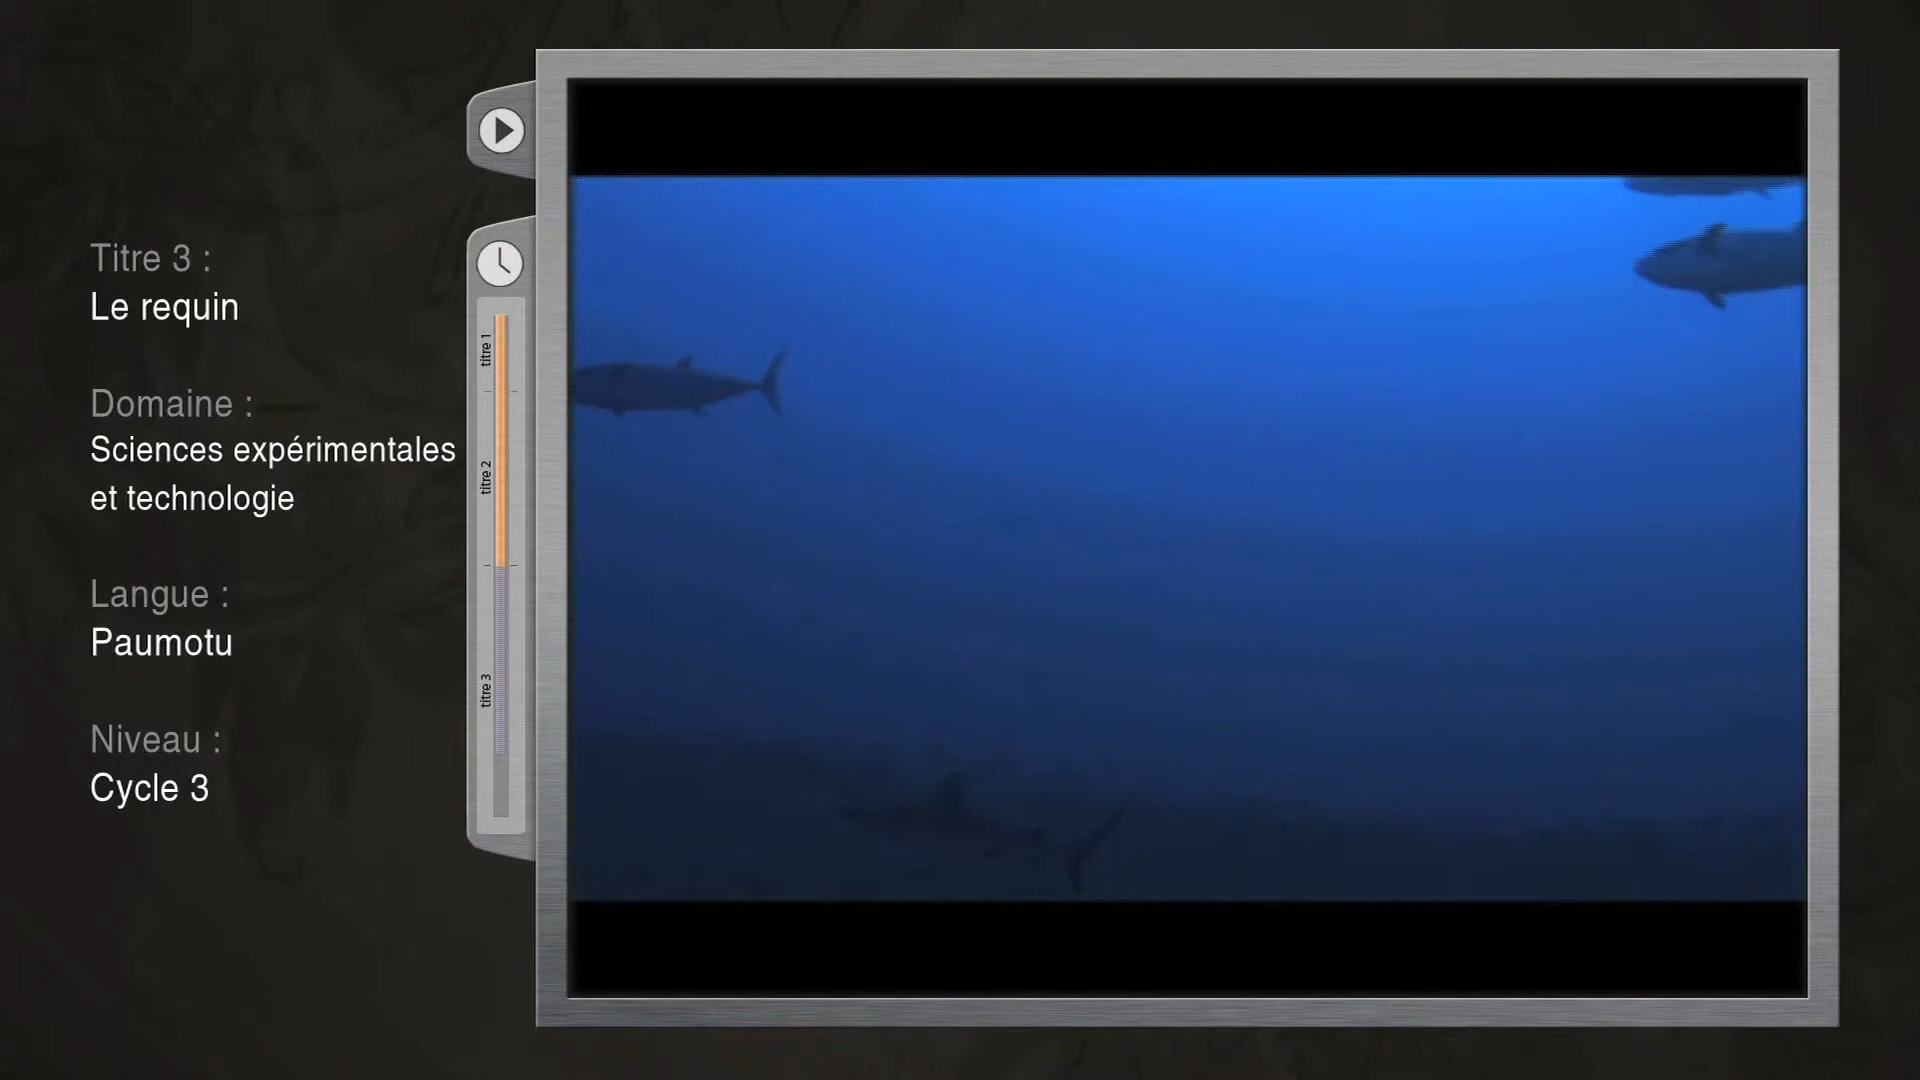 Titre 3 :
Le requin
Domaine :
Sciences expérimentales
et technologie
Langue :
Paumotu
Niveau :
Cycle 3
titre 1
titre 2
titre 3